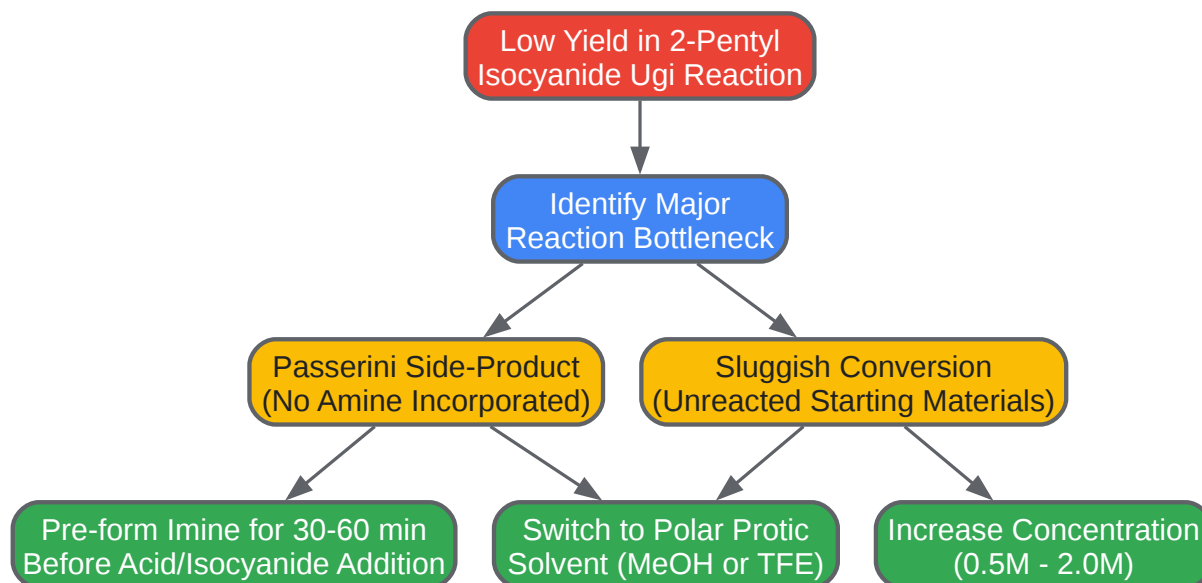 Low Yield in 2-Pentyl
Isocyanide Ugi Reaction
Identify Major
Reaction Bottleneck
Passerini Side-Product
(No Amine Incorporated)
Sluggish Conversion
(Unreacted Starting Materials)
Pre-form Imine for 30-60 min
Before Acid/Isocyanide Addition
Switch to Polar Protic
Solvent (MeOH or TFE)
Increase Concentration
(0.5M - 2.0M)